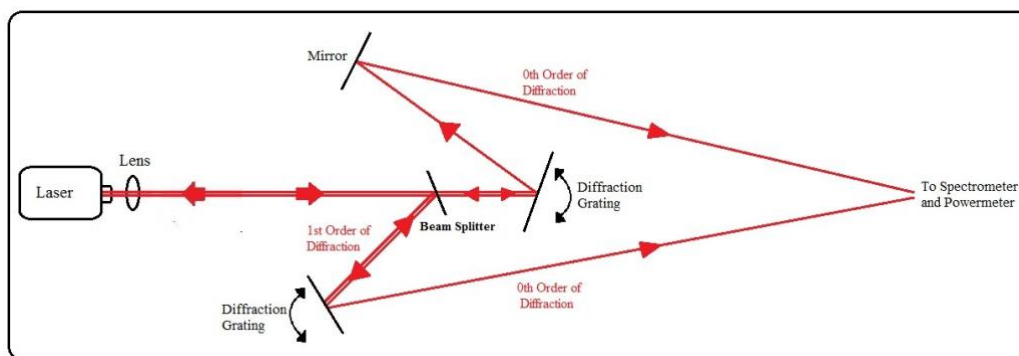 Mirror
0th Order of
Diffraction
Lens
Laser
Diffraction
Grating
To Spectrometer
and Powermeter
Beam Splitter
1st Order of
Diffraction
0th Order of
Diffraction
Diffraction
Grating